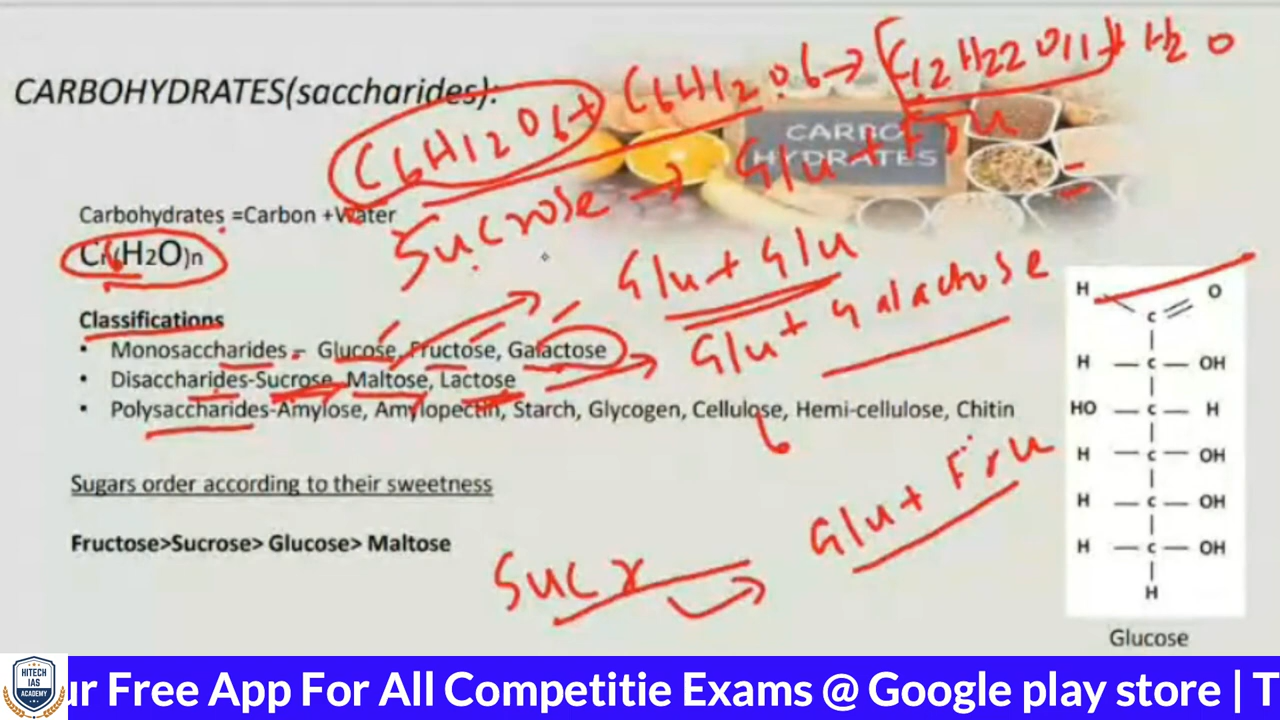 CARBOHYDRATES(saccharides):
C6H12O6+ C6H12O6→ [C12H22O11]+ H2O
CARBO
HYDRATES
Sucrose → Glu + Fru
Carbohydrates =Carbon +Water
(H2O)n
Glu + Glu
Glu + Galactose
Classifications
• Monosaccharides - Glucose, Fructose, Galactose
• Disaccharides-Sucrose, Maltose, Lactose
• Polysaccharides-Amylose, Amylopectin, Starch, Glycogen, Cellulose, Hemi-cellulose, Chitin
Sugars order according to their sweetness
Fructose>Sucrose> Glucose> Maltose
Sucr → Glu + Fru
H O
C
H — C — OH
HO — C — H
H — C — OH
H — C — OH
H — C — OH
H
Glucose
HITECH
IAS
ACADEMY
ur Free App For All Competitie Exams @ Google play store | T